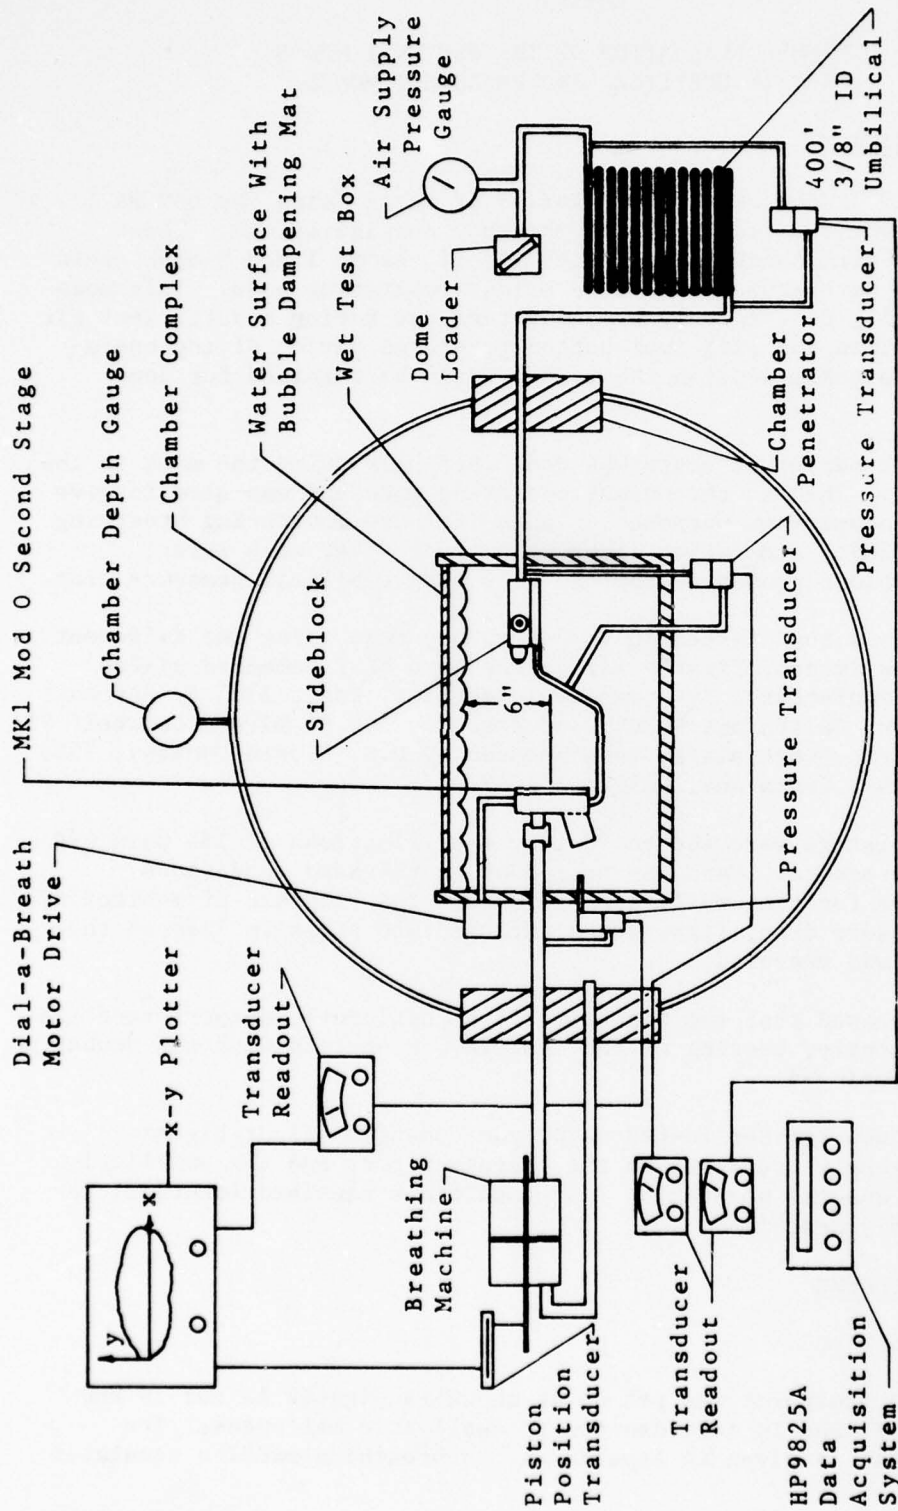 MK1 Mod 0 Second Stage
Chamber Depth Gauge
Chamber Complex
Water Surface With
Bubble Dampening Mat
Wet Test Box
Air Supply
Pressure
Gauge
Dome
Loader
Sideblock
6"
400'
3/8" ID
Umbilical
Chamber
Penetrator
Pressure Transducer
Pressure Transducer
Dial-a-Breath
Motor Drive
x-y Plotter
y
x
Transducer
Readout
Breathing
Machine
Piston
Position
Transducer
Transducer
Readout
HP9825A
Data
Acquisition
System